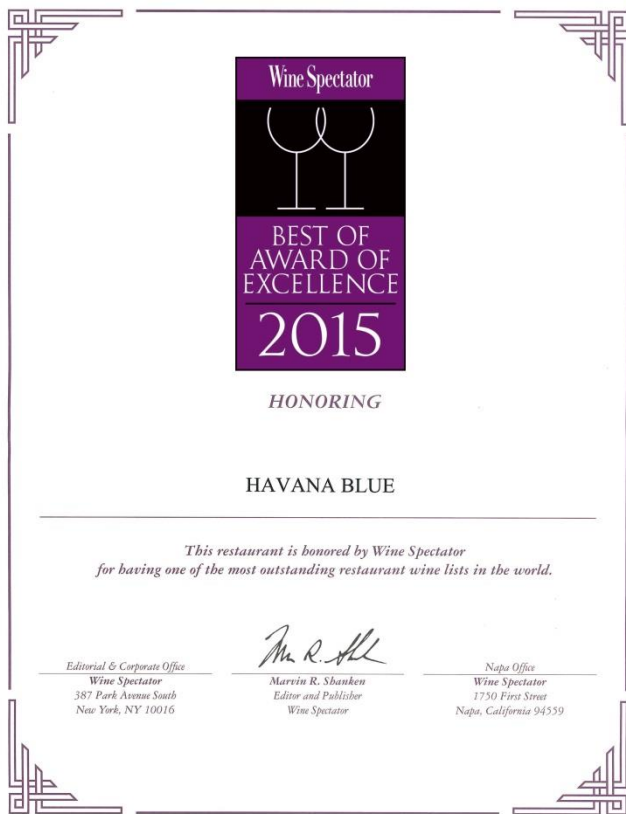 Wine Spectator
BEST OF
AWARD OF
EXCELLENCE
2015
HONORING
HAVANA BLUE
This restaurant is honored by Wine Spectator
for having one of the most outstanding restaurant wine lists in the world.
Editorial & Corporate Office
Wine Spectator
387 Park Avenue South
New York, NY 10016
Marvin R. Shanken
Editor and Publisher
Wine Spectator
Napa Office
Wine Spectator
1750 First Street
Napa, California 94559